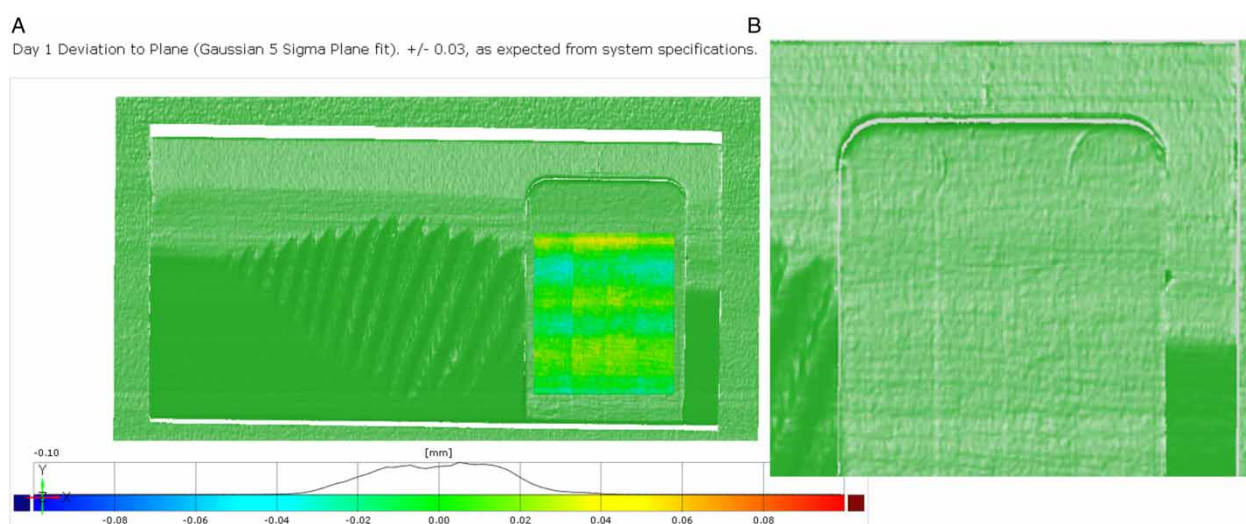 A
B
Day 1 Deviation to Plane (Gaussian 5 Sigma Plane fit). +/- 0.03, as expected from system specifications.
-0.10
[mm]
Y
Z X
-0.08
-0.06
-0.04
-0.02
0.00
0.02
0.04
0.06
0.08